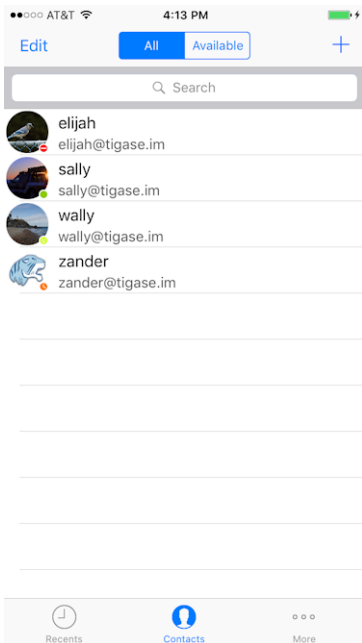 AT&T 4:13 PM
Edit All Available +
Search
elijah
elijah@tigase.im
sally
sally@tigase.im
wally
wally@tigase.im
zander
zander@tigase.im
Recents Contacts More